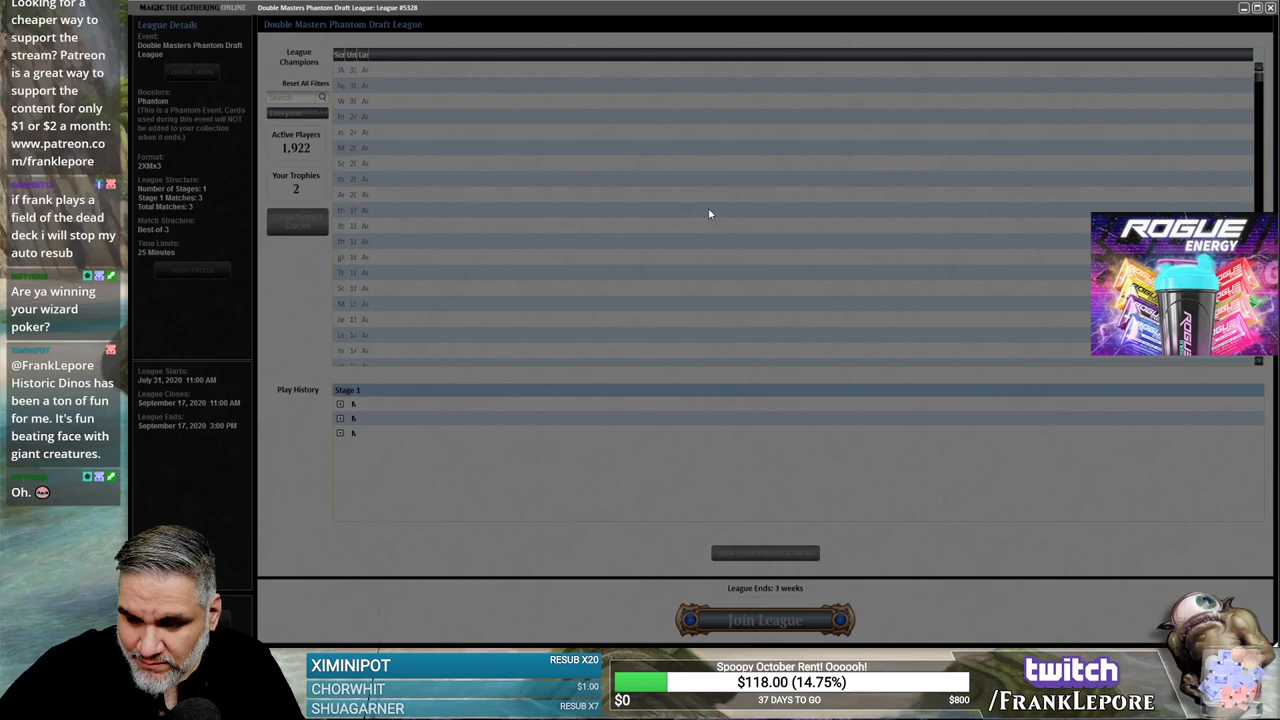 Looking for a
cheaper way to
support the
stream? Patreon
is a great way to
support the
content for only
$1 or $2 a month:
www.patreon.co
m/franklepore
if frank plays a
field of the dead
deck i will stop my
auto resub
Are ya winning
your wizard
poker?
XIMINIPOT
@FrankLepore
Historic Dinos has
been a ton of fun
for me. It's fun
beating face with
giant creatures.
Oh.
MAGIC THE GATHERING ONLINE
Double Masters Phantom Draft League: League #5328
League Details
Event:
Double Masters Phantom Draft
League
LEARN MORE
Boosters:
Phantom
(This is a Phantom Event. Cards
used during this event will NOT
be added to your collection
when it ends.)
Format:
2XMx3
League Structure:
Number of Stages: 1
Stage 1 Matches: 3
Total Matches: 3
Match Structure:
Best-of-3
Time Limits:
25 Minutes
VIEW PRIZES
League Starts:
July 31, 2020 11:00 AM
League Closes:
September 17, 2020 11:00 AM
League Ends:
September 17, 2020 3:00 PM
Double Masters Phantom Draft League
League
Champions
Reset All Filters
Search
Everyone
Active Players
1,922
Your Trophies
2
Undefeated
Decks
Play History
Stage 1
League Ends: 3 weeks
Join League
ROGUE
ENERGY
XIMINIPOT RESUB X20
CHORWHIT $1.00
SHUAGARNER RESUB X7
Spoopy October Rent! Oooooh!
$118.00 (14.75%)
$0 37 DAYS TO GO $800
twitch
/FRANKLEPORE